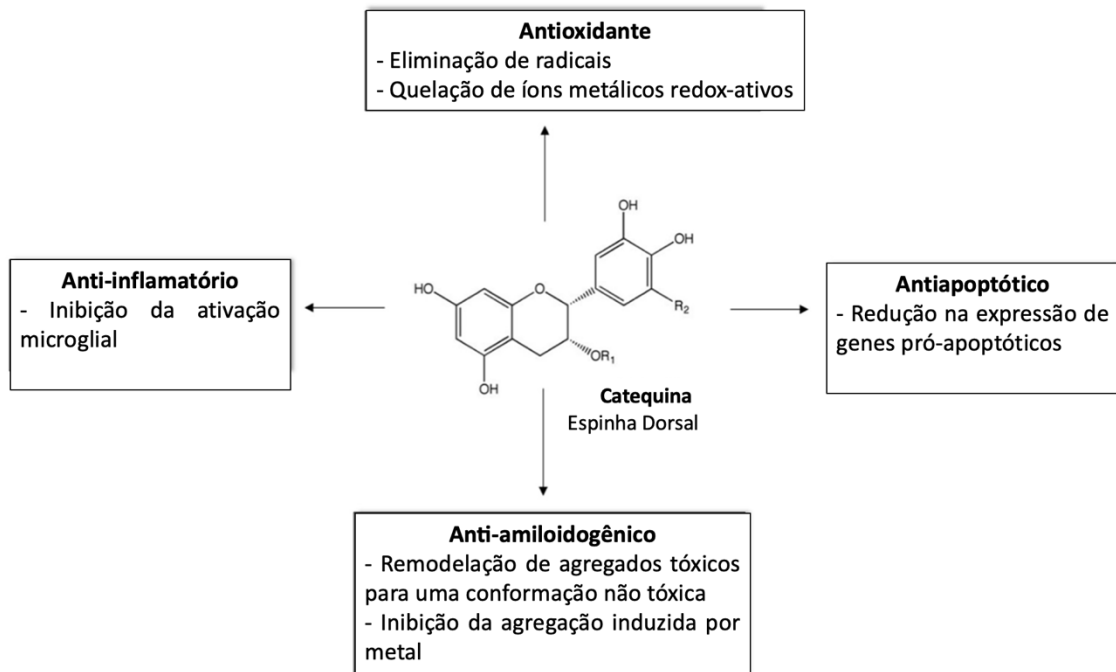 Antioxidante
- Eliminação de radicais
- Quelação de íons metálicos redox-ativos
OH
OH
HO
O
R₂
OR₁
OH
Anti-inflamatório
- Inibição da ativação
microglial
Antiapoptótico
- Redução na expressão de
genes pró-apoptóticos
Catequina
Espinha Dorsal
Anti-amiloidogênico
- Remodelação de agregados tóxicos
para uma conformação não tóxica
- Inibição da agregação induzida por
metal